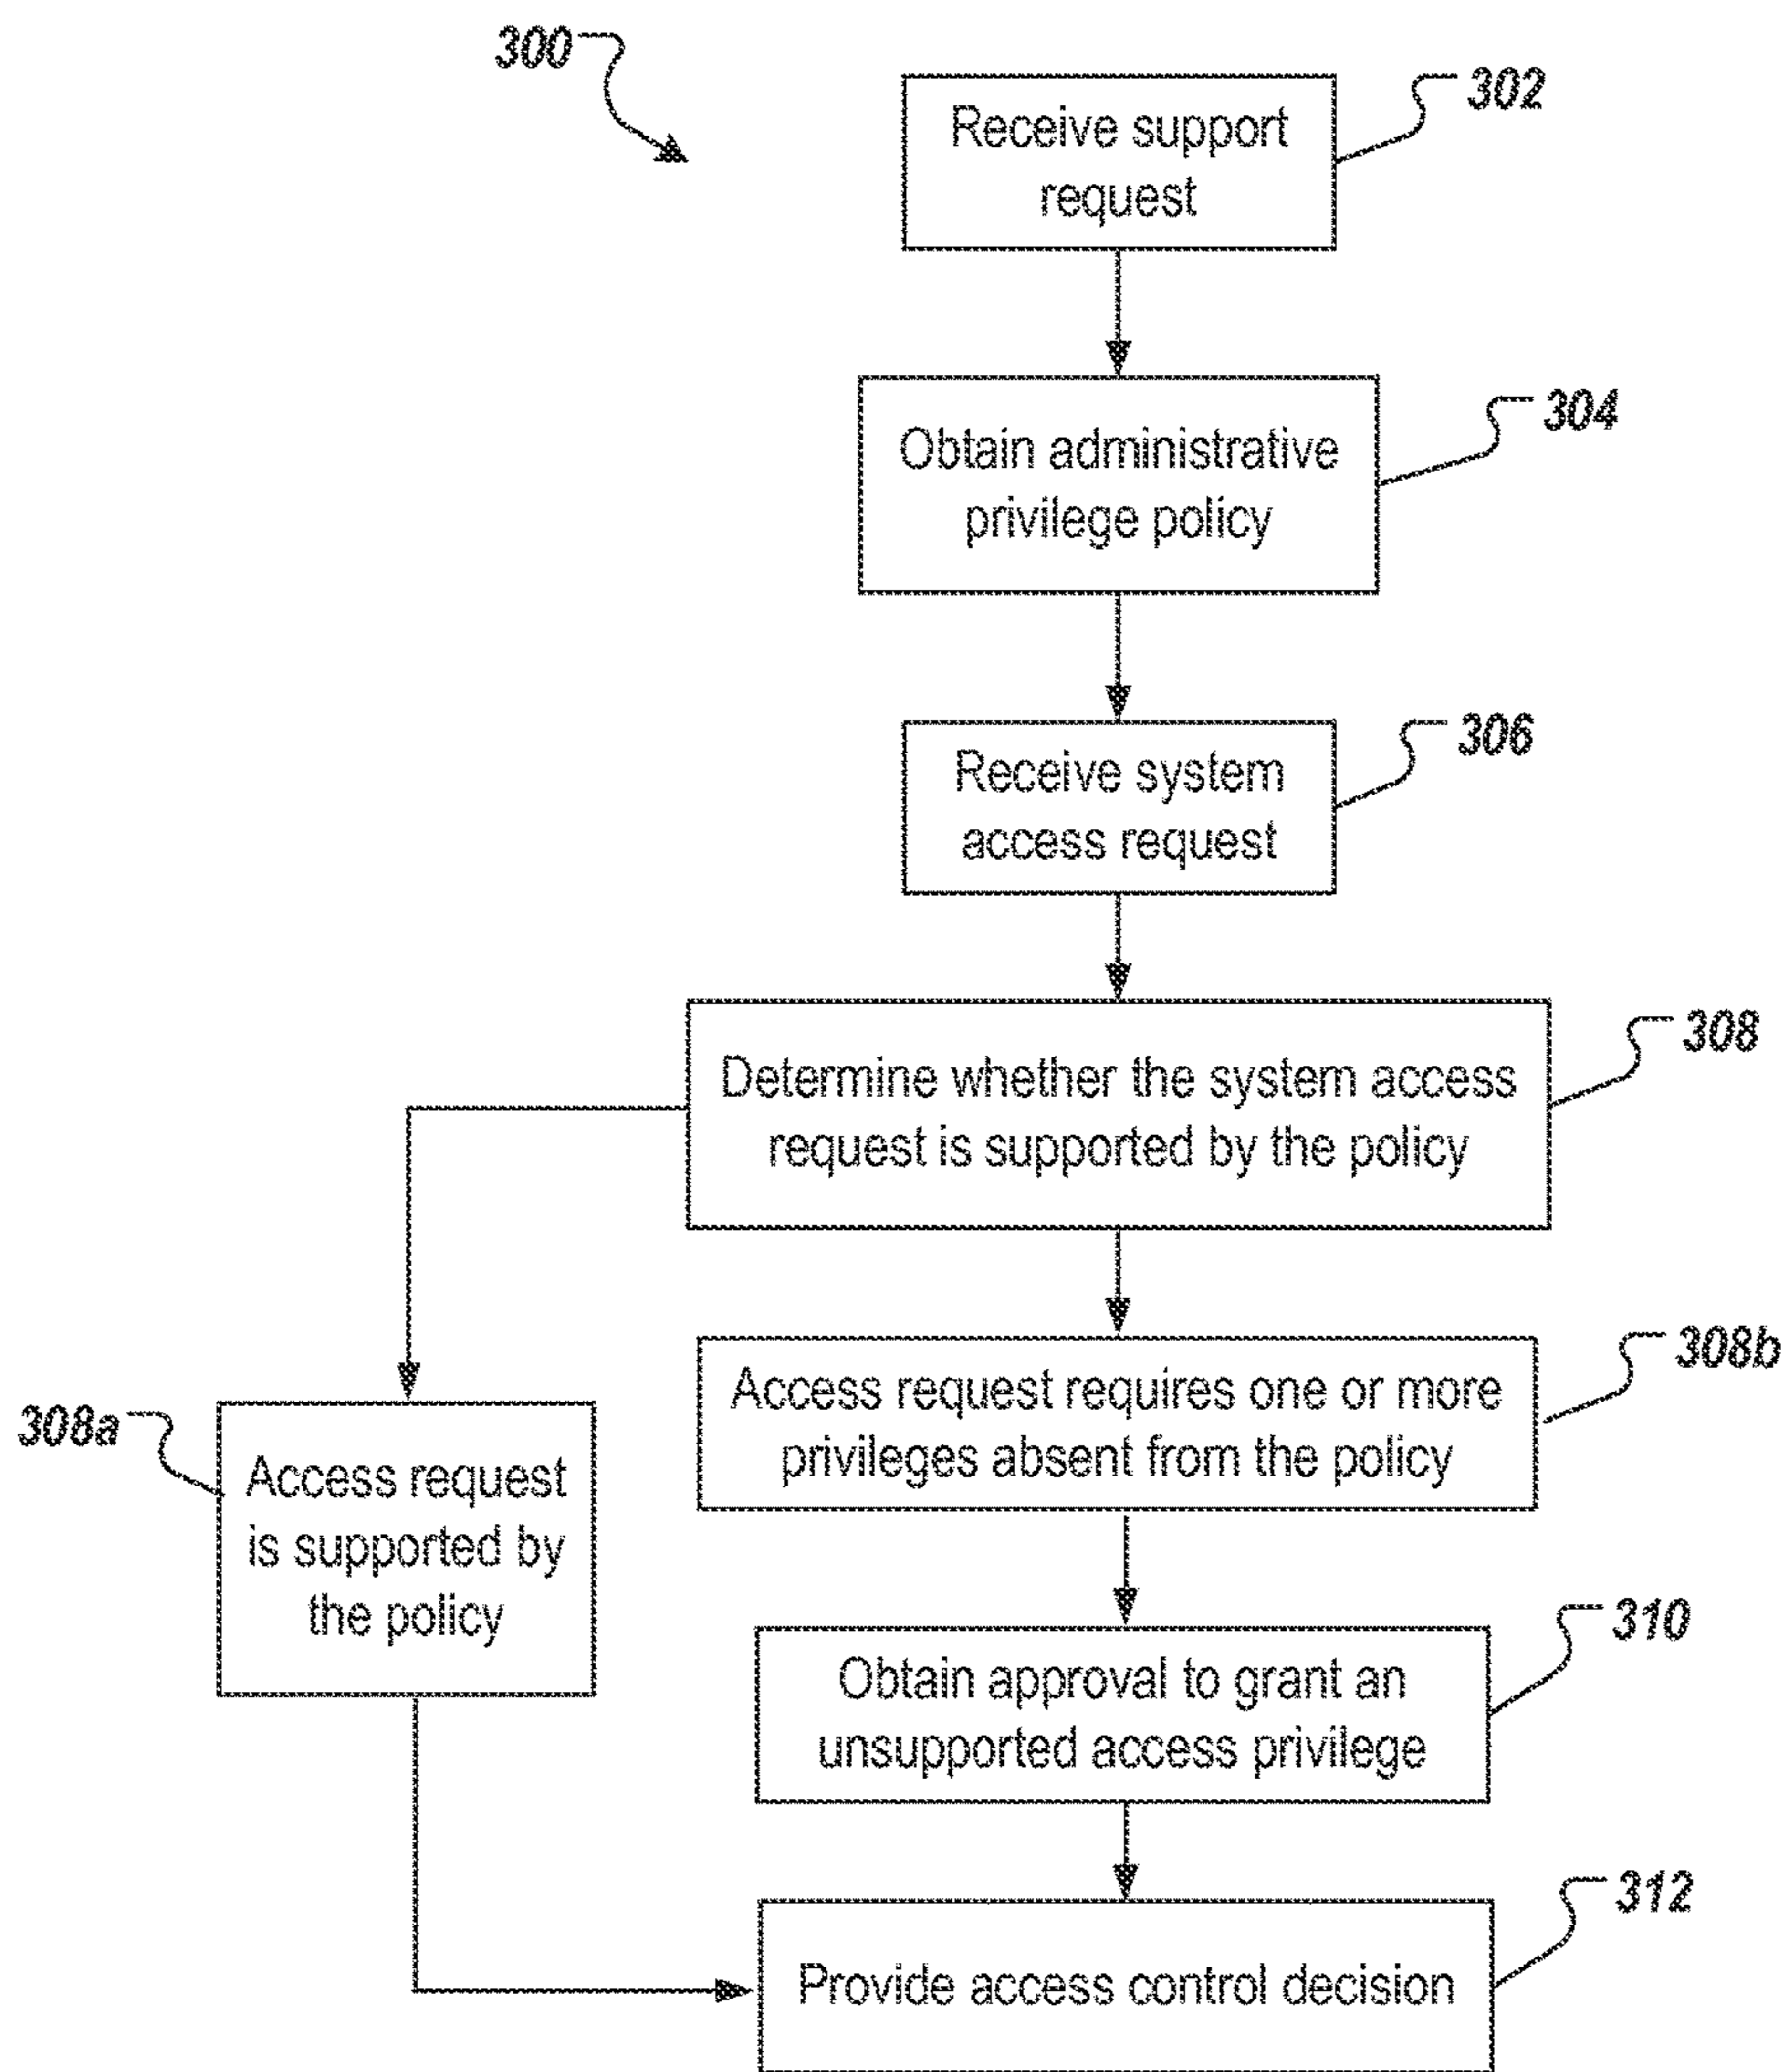 300
302
Receive support
request
304
Obtain administrative
privilege policy
306
Receive system
access request
308
Determine whether the system access
request is supported by the policy
308b
Access request requires one or more
privileges absent from the policy
308a
Access request
is supported by
the policy
310
Obtain approval to grant an
unsupported access privilege
312
Provide access control decision